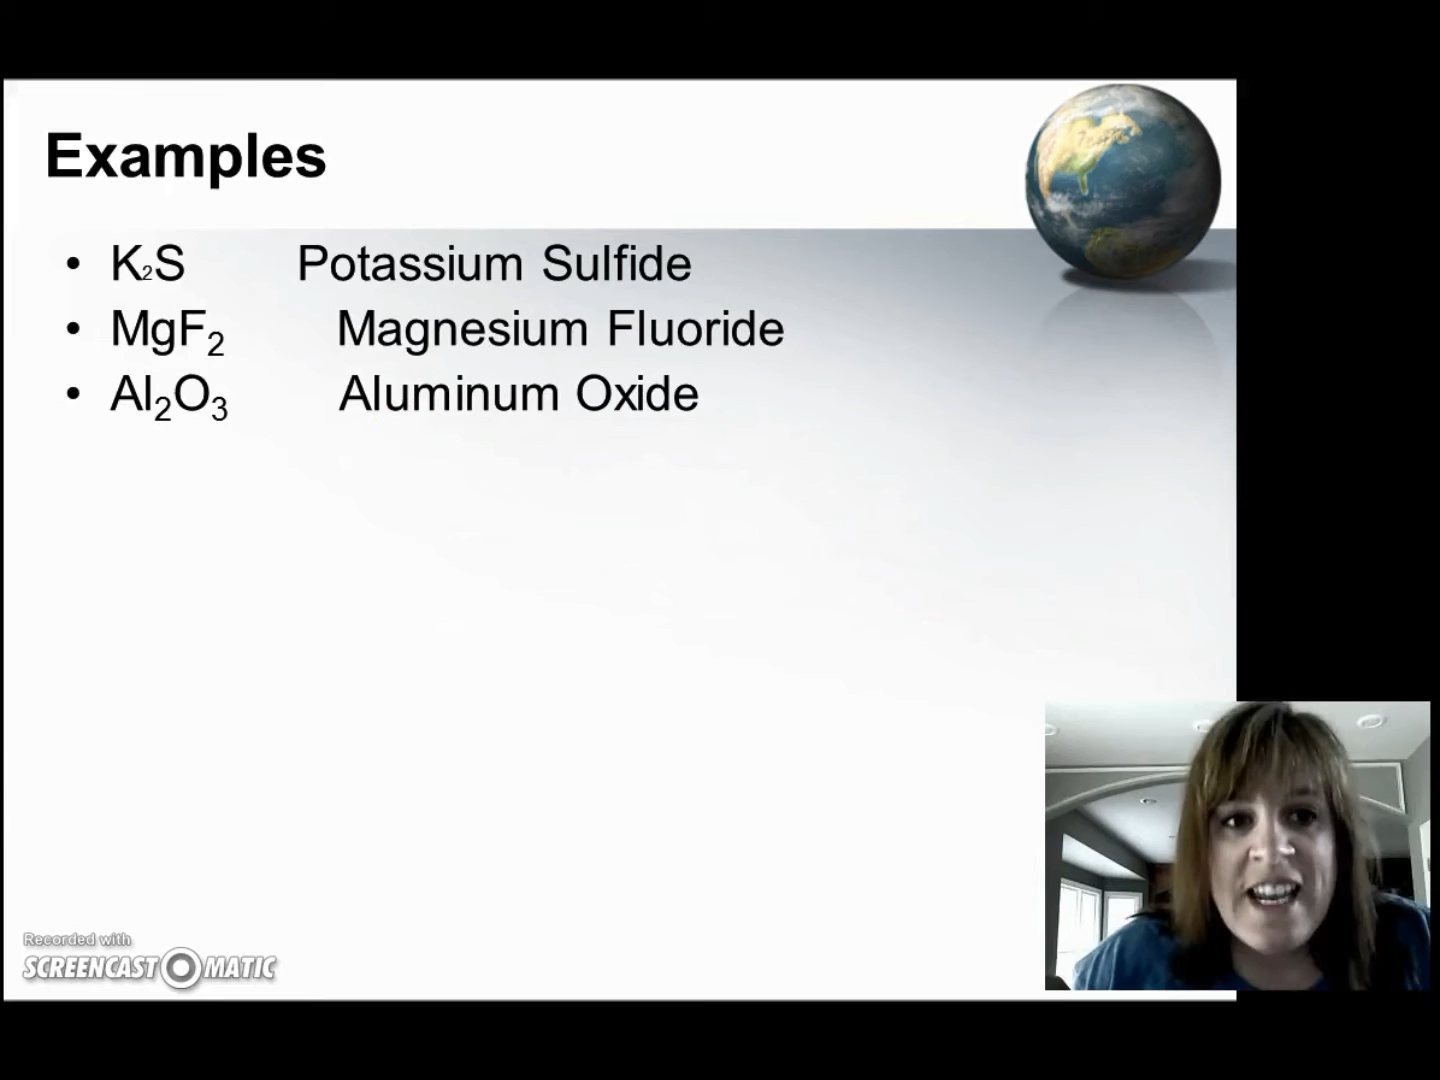 Examples
• K₂S Potassium Sulfide
• MgF₂ Magnesium Fluoride
• Al₂O₃ Aluminum Oxide
Recorded with
SCREENCAST-O-MATIC